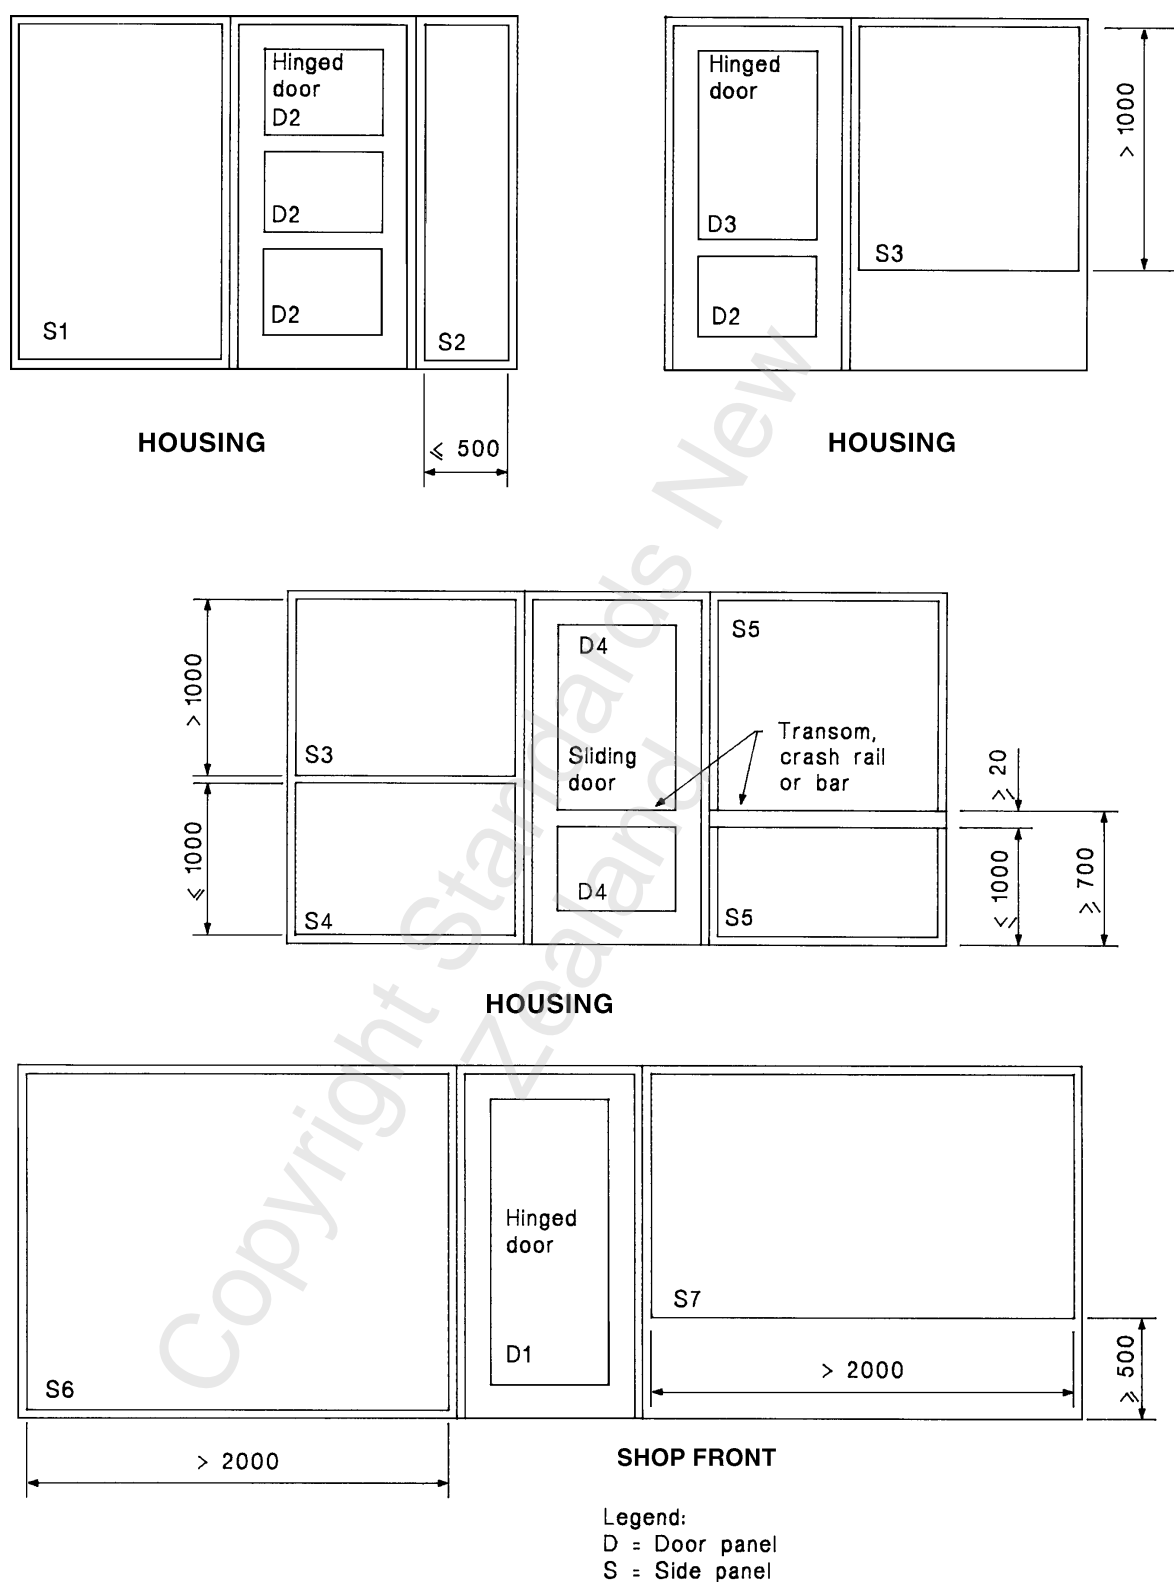 Hinged
door
D2
D2
D2
S1
S2
⩽ 500
HOUSING
Hinged
door
D3
D2
S3
> 1000
HOUSING
> 1000
⩽ 1000
S3
S4
D4
Sliding
door
D4
S5
Transom,
crash rail
or bar
S5
⩾ 20
⩽ 1000
⩾ 700
HOUSING
S6
Hinged
door
D1
S7
> 2000
⩾ 500
> 2000
SHOP FRONT
Legend:
D = Door panel
S = Side panel
Copyright Standards New
Zealand